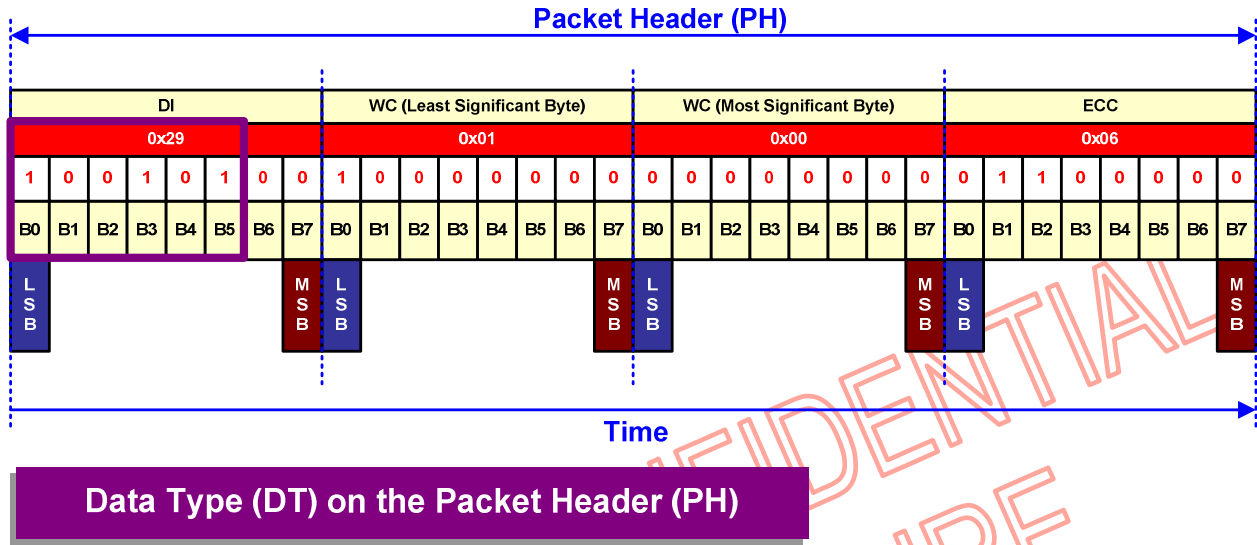 Packet Header (PH)
DI WC (Least Significant Byte) WC (Most Significant Byte) ECC
0x29 0x01 0x00 0x06
1 0 0 1 0 1 0 0 1 0 0 0 0 0 0 0 0 0 0 0 0 0 0 0 0 1 1 0 0 0 0 0
B0 B1 B2 B3 B4 B5 B6 B7 B0 B1 B2 B3 B4 B5 B6 B7 B0 B1 B2 B3 B4 B5 B6 B7 B0 B1 B2 B3 B4 B5 B6 B7
LSB MSB LSB MSB LSB MSB LSB MSB
Time
Data Type (DT) on the Packet Header (PH)